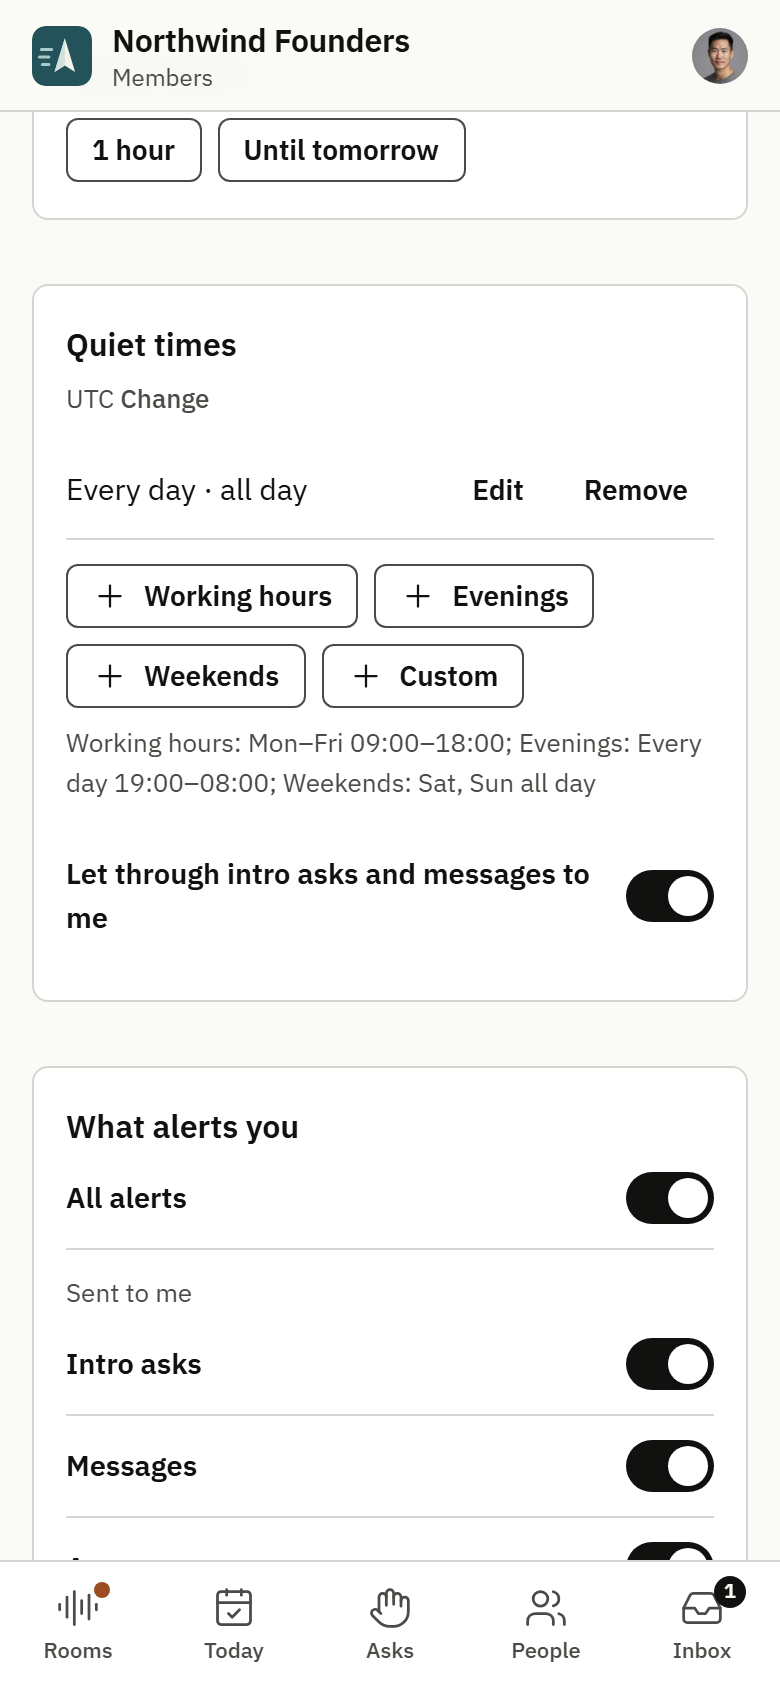 Northwind Founders
Members
1 hour
Until tomorrow
Quiet times
UTC Change
Every day · all day
Edit
Remove
Working hours
Evenings
Weekends
Custom
Working hours: Mon–Fri 09:00–18:00; Evenings: Every
day 19:00–08:00; Weekends: Sat, Sun all day
Let through intro asks and messages to
me
What alerts you
All alerts
Sent to me
Intro asks
Messages
Rooms
Today
Asks
People
1
Inbox